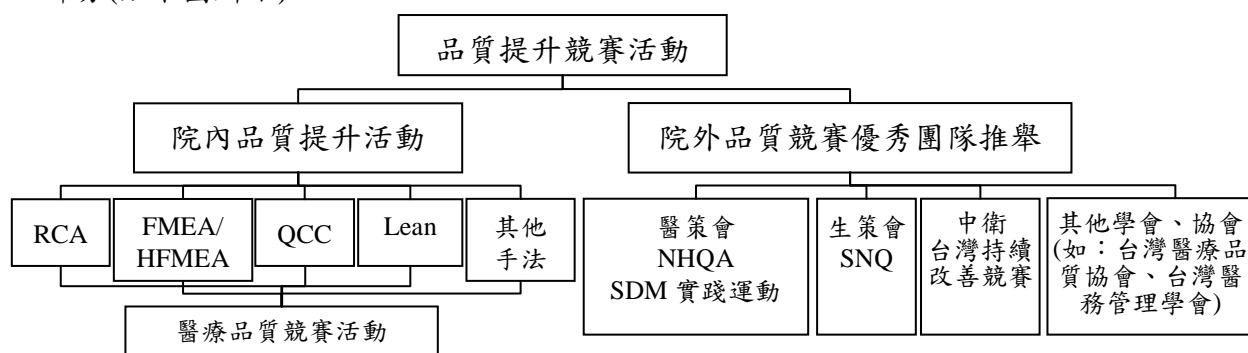 品質提升競賽活動
院內品質提升活動
院外品質競賽優秀團隊推舉
RCA
FMEA/
HFMEA
QCC
Lean
其他
手法
醫策會
NHQA
SDM 實踐運動
生策會
SNQ
中衛
台灣持續
改善競賽
其他學會、協會
(如：台灣醫療品
質協會、台灣醫
務管理學會)
醫療品質競賽活動